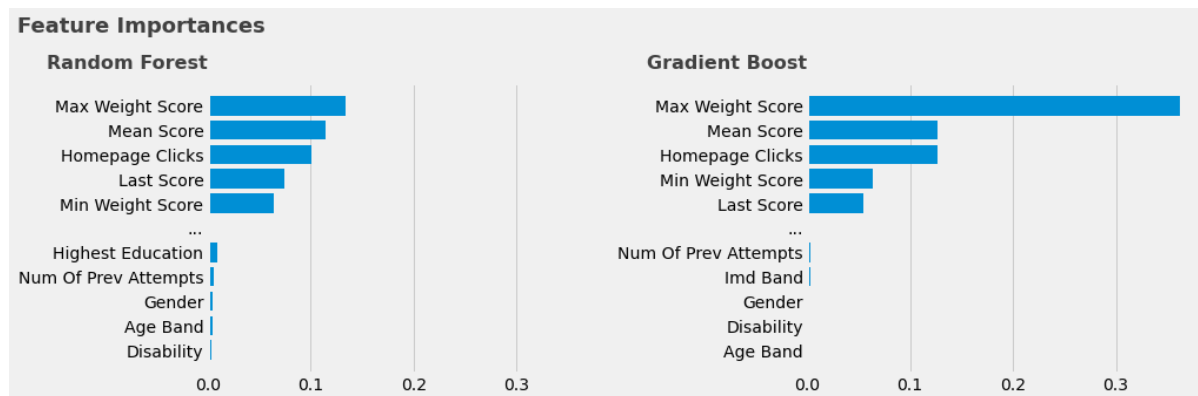 Feature Importances
Random Forest
Max Weight Score
Mean Score
Homepage Clicks
Last Score
Min Weight Score
...
Highest Education
Num Of Prev Attempts
Gender
Age Band
Disability
0.0 0.1 0.2 0.3
Gradient Boost
Max Weight Score
Mean Score
Homepage Clicks
Min Weight Score
Last Score
...
Num Of Prev Attempts
Imd Band
Gender
Disability
Age Band
0.0 0.1 0.2 0.3